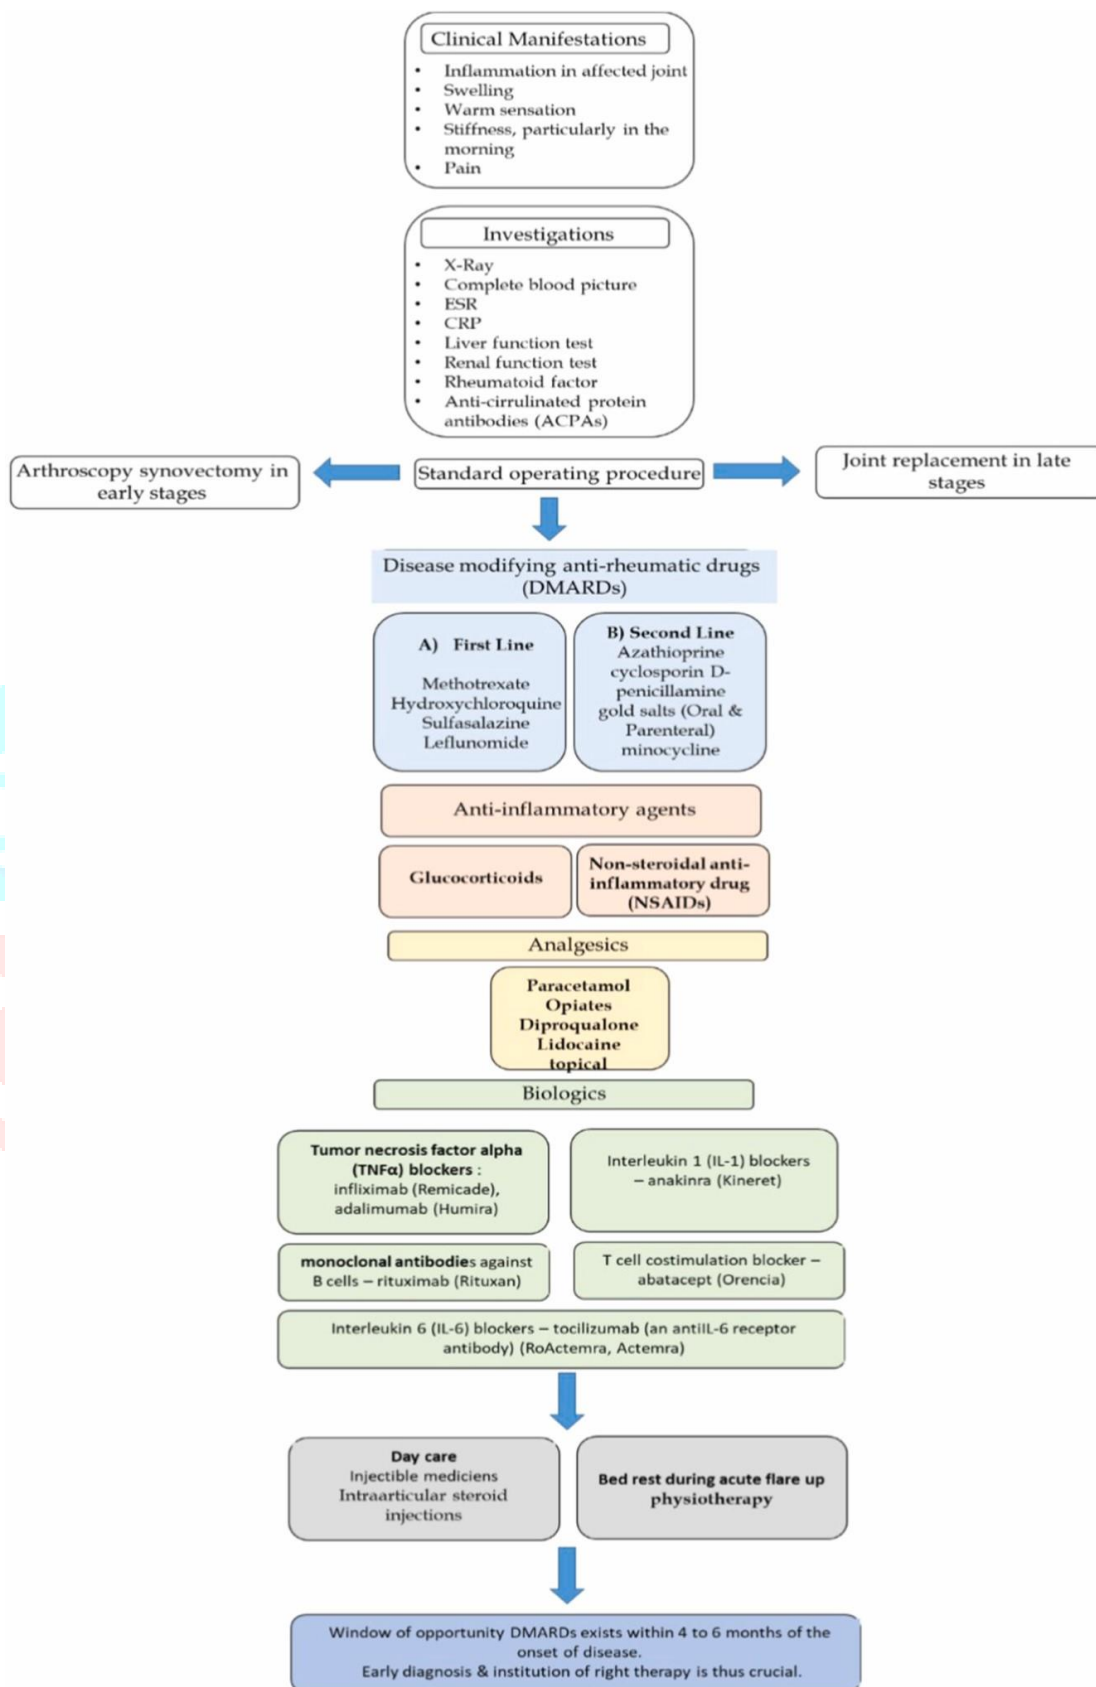 Clinical Manifestations
• Inflammation in affected joint
• Swelling
• Warm sensation
• Stiffness, particularly in the
morning
• Pain
Investigations
• X-Ray
• Complete blood picture
• ESR
• CRP
• Liver function test
• Renal function test
• Rheumatoid factor
• Anti-cirrulinated protein
antibodies (ACPAs)
Arthroscopy synovectomy in
early stages
Standard operating procedure
Joint replacement in late
stages
Disease modifying anti-rheumatic drugs
(DMARDs)
A) First Line
Methotrexate
Hydroxychloroquine
Sulfasalazine
Leflunomide
B) Second Line
Azathioprine
cyclosporin D-
penicillamine
gold salts (Oral &
Parenteral)
minocycline
Anti-inflammatory agents
Glucocorticoids
Non-steroidal anti-
inflammatory drug
(NSAIDs)
Analgesics
Paracetamol
Opiates
Diproqualone
Lidocaine
topical
Biologics
Tumor necrosis factor alpha
(TNFα) blockers :
infliximab (Remicade),
adalimumab (Humira)
Interleukin 1 (IL-1) blockers
– anakinra (Kineret)
monoclonal antibodies against
B cells – rituximab (Rituxan)
T cell costimulation blocker –
abatacept (Orencia)
Interleukin 6 (IL-6) blockers – tocilizumab (an antiIL-6 receptor
antibody) (RoActemra, Actemra)
Day care
Injectible mediciens
Intraarticular steroid
injections
Bed rest during acute flare up
physiotherapy
Window of opportunity DMARDs exists within 4 to 6 months of the
onset of disease.
Early diagnosis & institution of right therapy is thus crucial.